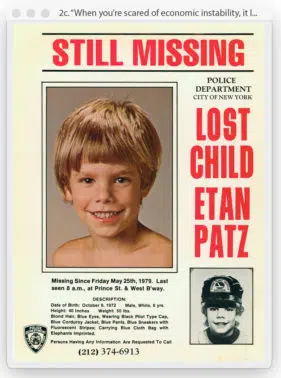 2c. "When you're scared of economic instability, it l...
STILL MISSING
POLICE
DEPARTMENT
CITY OF NEW YORK
LOST
CHILD
ETAN
PATZ
Missing Since Friday May 25th, 1979. Last
seen 8 a.m., at Prince St. & West B'way.
DESCRIPTION:
Date of Birth: October 9, 1972 Male, White, 6 yrs.
Height: 40 Inches Weight: 50 lbs.
Blond Hair, Blue Eyes, Wearing Black Pilot Type Cap,
Blue Corduroy Jacket, Blue Pants, Blue Sneakers with
Fluorescent Stripes; Carrying Blue Cloth Bag with
Elephants Imprinted.
Persons Having Any Information Are Requested To Call
(212) 374-6913